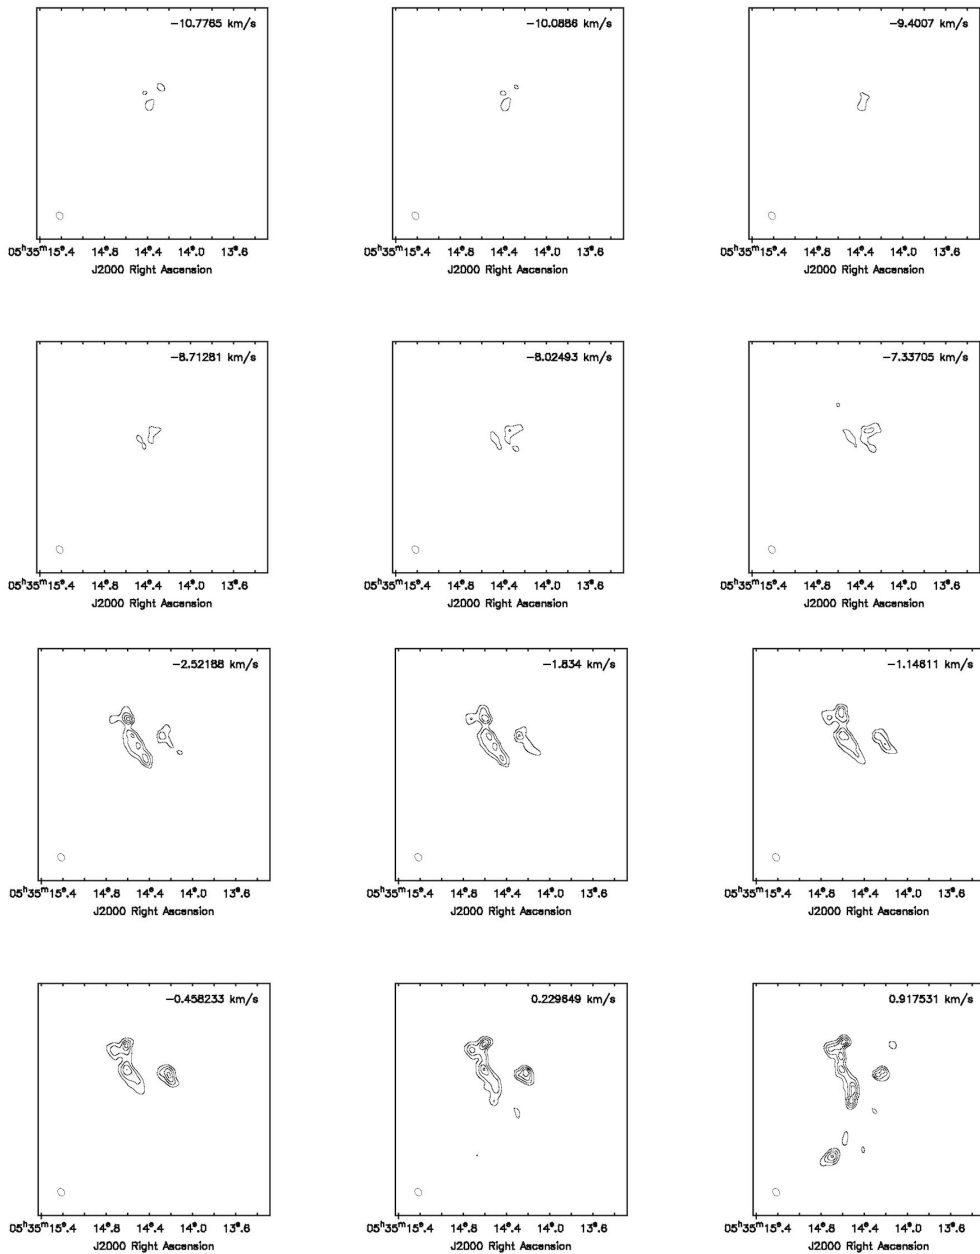 −10.7765 km/s −10.0886 km/s −9.4007 km/s
05ʰ35ᵐ15ˢ.4 14ˢ.8 14ˢ.4 14ˢ.0 13ˢ.6 05ʰ35ᵐ15ˢ.4 14ˢ.8 14ˢ.4 14ˢ.0 13ˢ.6 05ʰ35ᵐ15ˢ.4 14ˢ.8 14ˢ.4 14ˢ.0 13ˢ.6
J2000 Right Ascension J2000 Right Ascension J2000 Right Ascension
−8.71281 km/s −8.02493 km/s −7.33705 km/s
05ʰ35ᵐ15ˢ.4 14ˢ.8 14ˢ.4 14ˢ.0 13ˢ.6 05ʰ35ᵐ15ˢ.4 14ˢ.8 14ˢ.4 14ˢ.0 13ˢ.6 05ʰ35ᵐ15ˢ.4 14ˢ.8 14ˢ.4 14ˢ.0 13ˢ.6
J2000 Right Ascension J2000 Right Ascension J2000 Right Ascension
−2.52188 km/s −1.834 km/s −1.14611 km/s
05ʰ35ᵐ15ˢ.4 14ˢ.8 14ˢ.4 14ˢ.0 13ˢ.6 05ʰ35ᵐ15ˢ.4 14ˢ.8 14ˢ.4 14ˢ.0 13ˢ.6 05ʰ35ᵐ15ˢ.4 14ˢ.8 14ˢ.4 14ˢ.0 13ˢ.6
J2000 Right Ascension J2000 Right Ascension J2000 Right Ascension
−0.458233 km/s 0.229649 km/s 0.917531 km/s
05ʰ35ᵐ15ˢ.4 14ˢ.8 14ˢ.4 14ˢ.0 13ˢ.6 05ʰ35ᵐ15ˢ.4 14ˢ.8 14ˢ.4 14ˢ.0 13ˢ.6 05ʰ35ᵐ15ˢ.4 14ˢ.8 14ˢ.4 14ˢ.0 13ˢ.6
J2000 Right Ascension J2000 Right Ascension J2000 Right Ascension